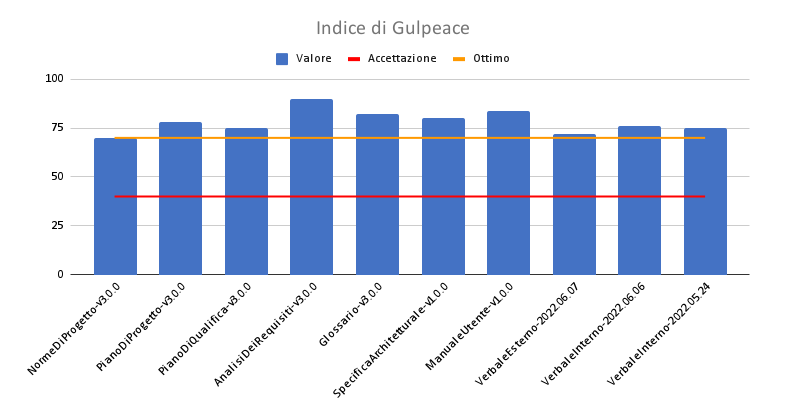 Indice di Gulpeace
Valore Accettazione Ottimo
100
75
50
25
0
NormeDiProgetto-v3.0.0
PianoDiProgetto-v3.0.0
PianoDiQualifica-v3.0.0
AnalisiDeiRequisiti-v3.0.0
Glossario-v3.0.0
SpecificaArchitetturale-v1.0.0
ManualeUtente-v1.0.0
VerbaleEsterno-2022.06.07
VerbaleInterno-2022.06.06
VerbaleInterno-2022.05.24